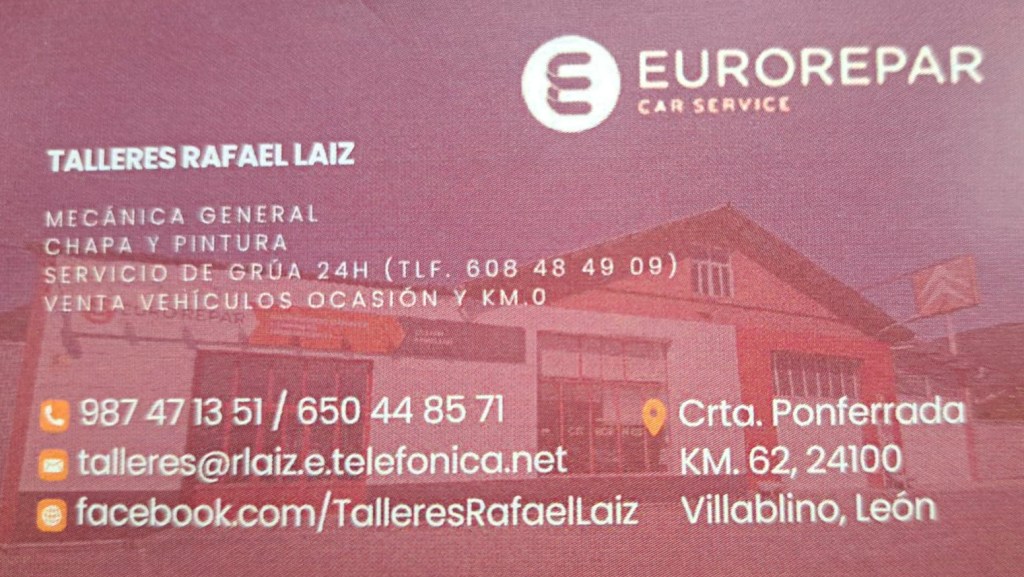 EUROREPAR
CAR SERVICE
TALLERES RAFAEL LAIZ
MECÁNICA GENERAL
CHAPA Y PINTURA
SERVICIO DE GRÚA 24H (TLF. 608 48 49 09)
VENTA VEHÍCULOS OCASIÓN Y KM.0
EUROREPAR
987 47 13 51 / 650 44 85 71
talleres@rlaiz.e.telefonica.net
facebook.com/TalleresRafaelLaiz
Crta. Ponferrada
KM. 62, 24100
Villablino, León